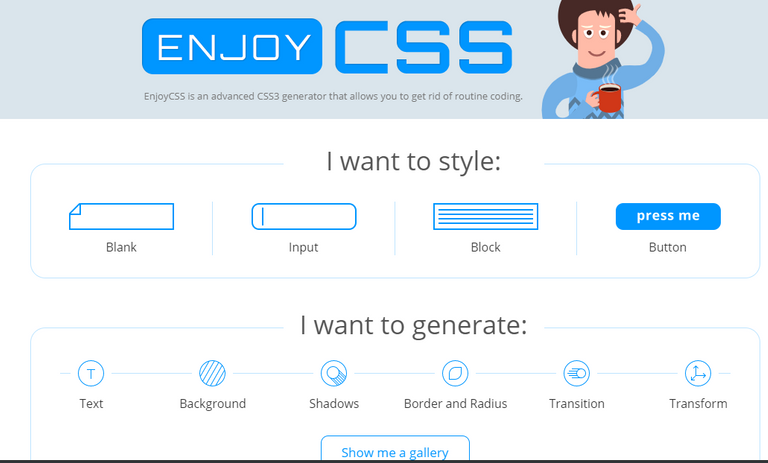 ENJOY CSS
EnjoyCSS is an advanced CSS3 generator that allows you to get rid of routine coding.
I want to style:
press me
Blank Input Block Button
I want to generate:
T
Text Background Shadows Border and Radius Transition Transform
Show me a gallery